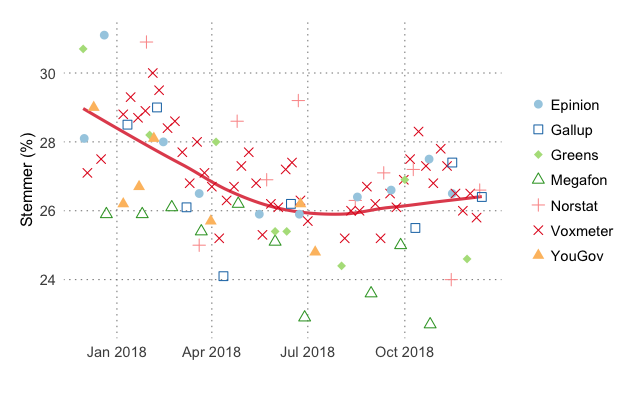 Stemmer (%)
30
28
26
24
Jan 2018
Apr 2018
Jul 2018
Oct 2018
Epinion
Gallup
Greens
Megafon
Norstat
Voxmeter
YouGov